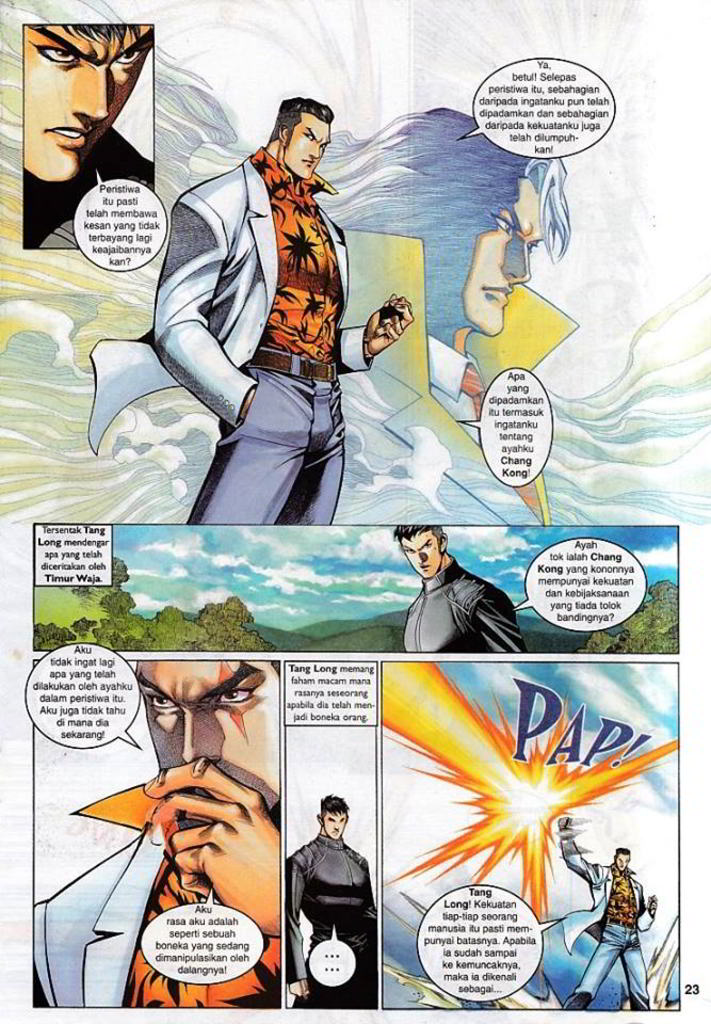 Peristiwa
itu pasti
telah membawa
kesan yang tidak
terbayang lagi
keajaibannya
kan?
Ya,
betul! Selepas
peristiwa itu, sebahagian
daripada ingatanku pun telah
dipadamkan dan sebahagian
daripada kekuatanku juga
telah dilumpuh-
kan!
Apa
yang
dipadamkan
itu termasuk
ingatanku
tentang
ayahku
Chang
Kong!
Tersentak Tang
Long mendengar
apa yang telah
diceritakan oleh
Timur Waja.
Ayah
tok ialah Chang
Kong yang kononnya
mempunyai kekuatan
dan kebijaksanaan
yang tiada tolok
bandingnya?
Aku
tidak ingat lagi
apa yang telah
dilakukan oleh ayahku
dalam peristiwa ini.
Aku juga tidak tahu
di mana dia
sekarang!
Aku
rasa aku adalah
seperti sebuah
boneka yang sedang
dimanipulasikan oleh
dalangnya!
Tang Long memang
faham macam mana
rasanya seseorang
apabila dia telah men-
jadi boneka orang.
...
...
PAP!
Tang
Long! Kekuatan
tiap-tiap seorang
manusia itu pasti mem-
punyai batasnya. Apabila
ia sudah sampai
ke kemuncaknya,
maka ia dikenali
sebagai...
23